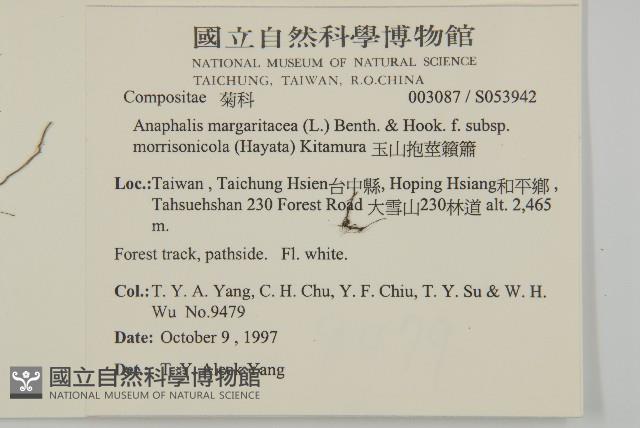 國立自然科學博物館
NATIONAL MUSEUM OF NATURAL SCIENCE
TAICHUNG, TAIWAN, R.O.CHINA
Compositae 菊科 003087 / S053942
Anaphalis margaritacea (L.) Benth. & Hook. f. subsp.
morrisonicola (Hayata) Kitamura 玉山抱莖籟簫
Loc.:Taiwan , Taichung Hsien台中縣, Hoping Hsiang和平鄉 ,
Tahsuehshan 230 Forest Road 大雪山230林道 alt. 2,465
m.
Forest track, pathside. Fl. white.
Col.: T. Y. A. Yang, C. H. Chu, Y. F. Chiu, T. Y. Su & W. H.
Wu No.9479
Date: October 9 , 1997
Det.: T. Y. Aleck Yang
國立自然科學博物館
NATIONAL MUSEUM OF NATURAL SCIENCE